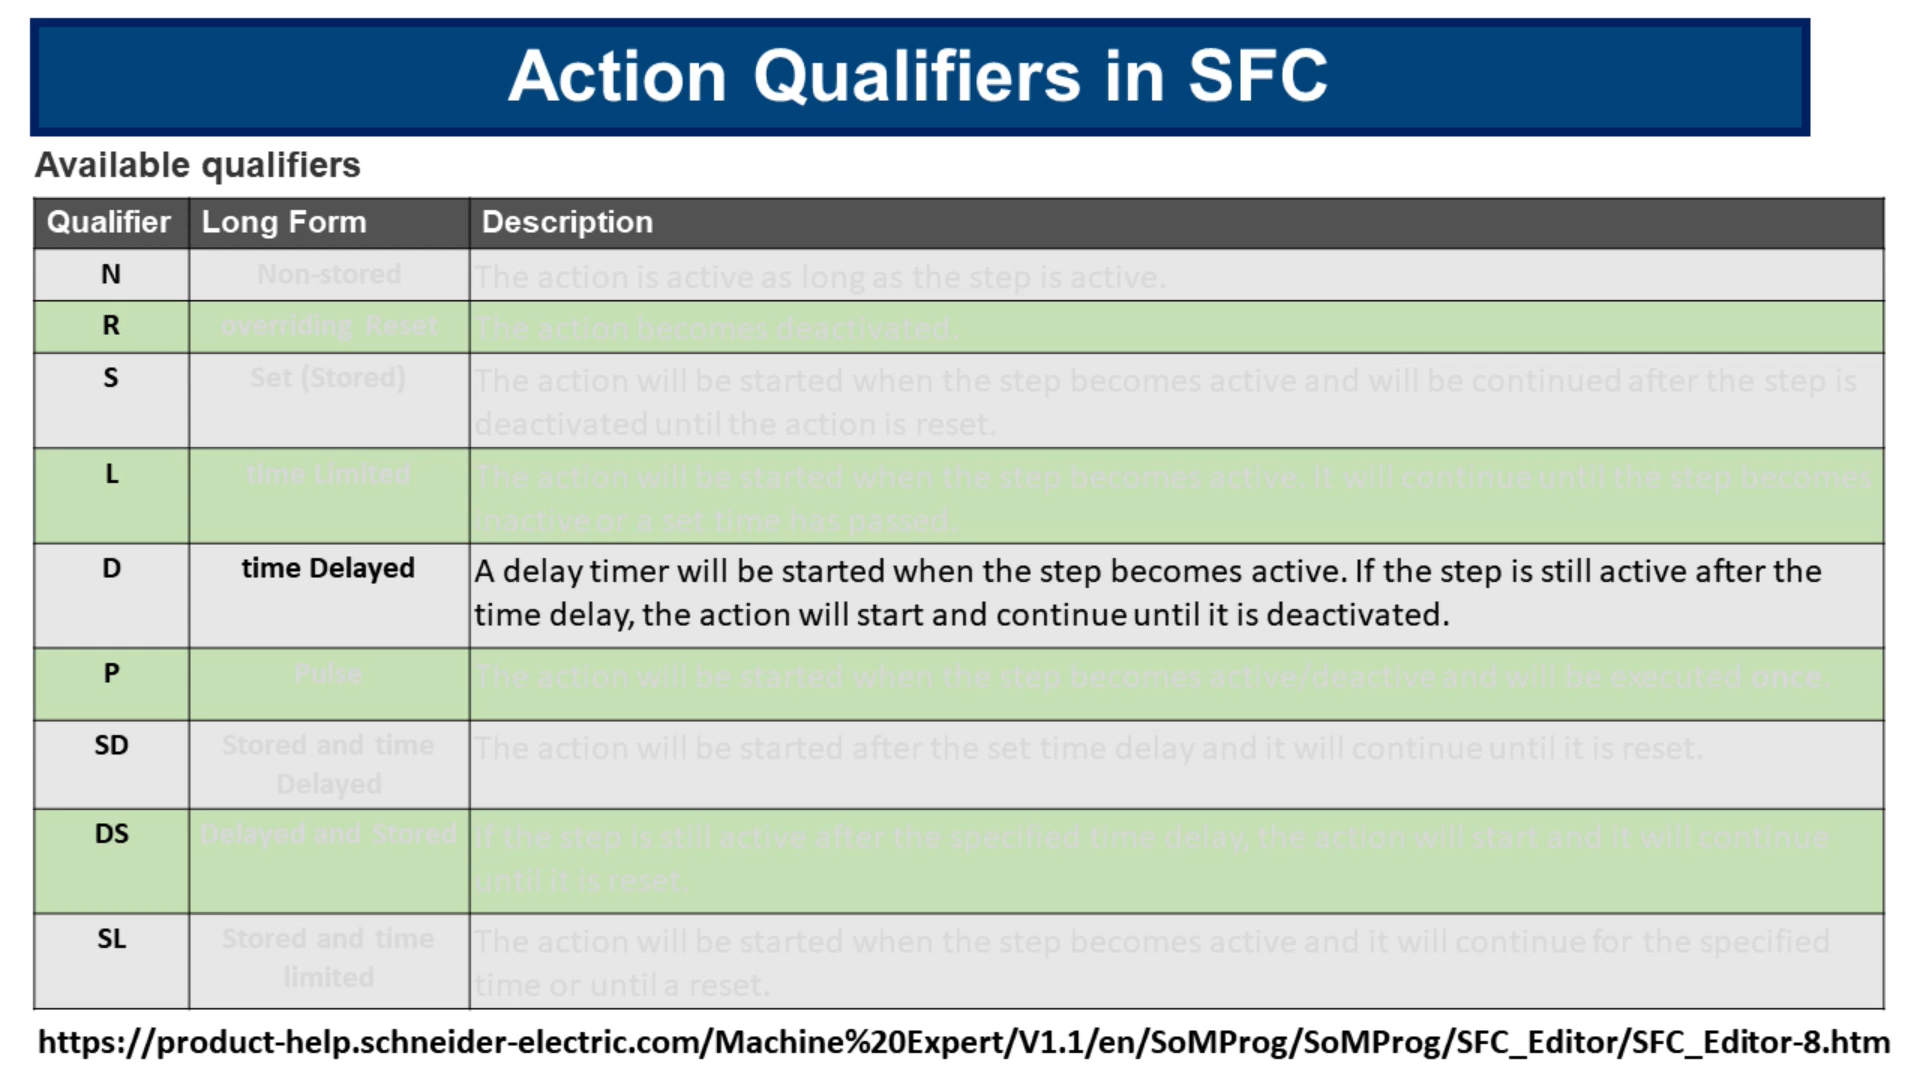 Action Qualifiers in SFC
Available qualifiers
Qualifier Long Form Description
N Non-stored The action is active as long as the step is active.
R overriding Reset The action becomes deactivated.
S Set (Stored) The action will be started when the step becomes active and will be continued after the step is
deactivated until the action is reset.
L time Limited The action will be started when the step becomes active. It will continue until the step becomes
inactive or a set time has passed.
D time Delayed A delay timer will be started when the step becomes active. If the step is still active after the
time delay, the action will start and continue until it is deactivated.
P Pulse The action will be started when the step becomes active/deactive and will be executed once.
SD Stored and time The action will be started after the set time delay and it will continue until it is reset.
Delayed
DS Delayed and Stored If the step is still active after the specified time delay, the action will start and it will continue
until it is reset.
SL Stored and time The action will be started when the step becomes active and it will continue for the specified
limited time or until a reset.
https://product-help.schneider-electric.com/Machine%20Expert/V1.1/en/SoMProg/SoMProg/SFC_Editor/SFC_Editor-8.htm